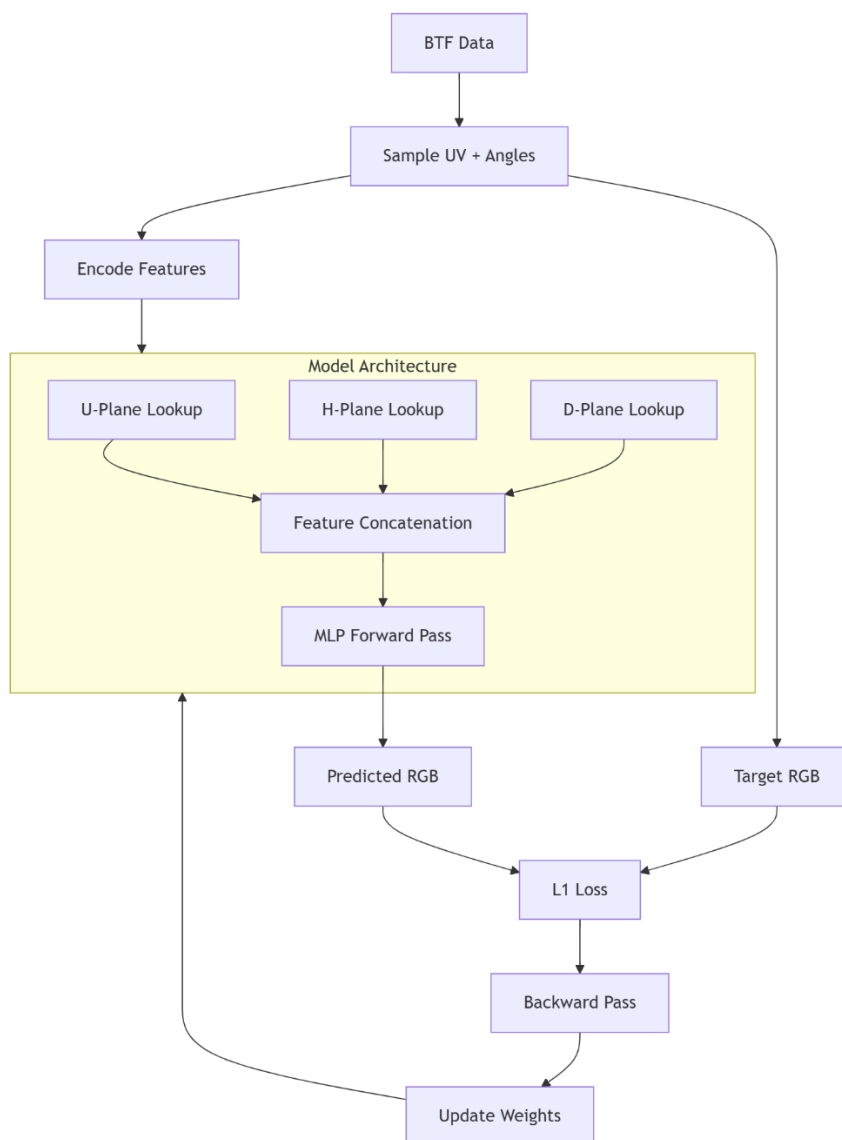 BTF Data
Sample UV + Angles
Encode Features
Model Architecture
U-Plane Lookup
H-Plane Lookup
D-Plane Lookup
Feature Concatenation
MLP Forward Pass
Predicted RGB
Target RGB
L1 Loss
Backward Pass
Update Weights